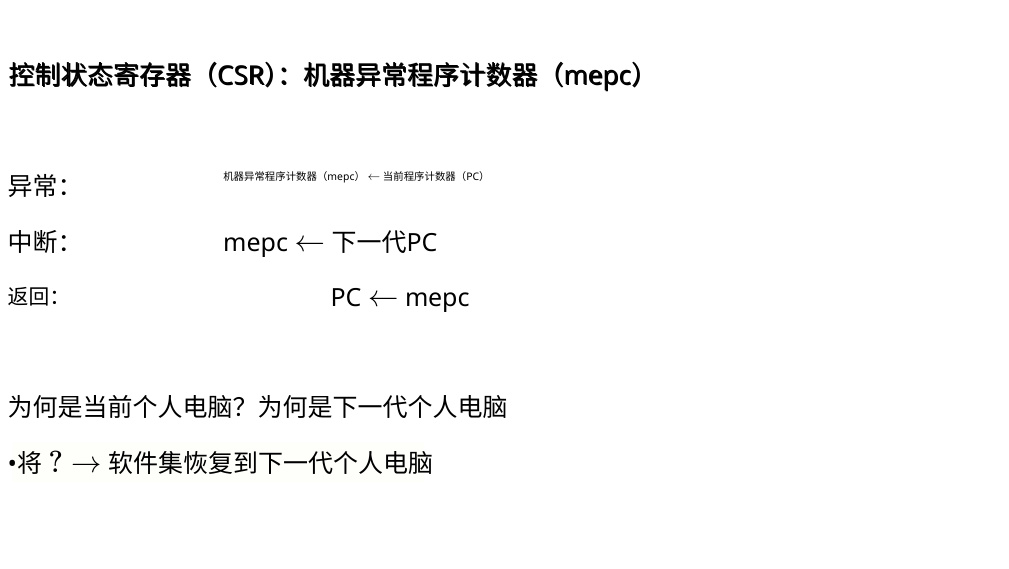 控制状态寄存器（CSR）：机器异常程序计数器（mepc）
异常： 机器异常程序计数器（mepc） ← 当前程序计数器（PC）
中断： mepc ← 下一代PC
返回： PC ← mepc
为何是当前个人电脑？为何是下一代个人电脑
•将 ? → 软件集恢复到下一代个人电脑